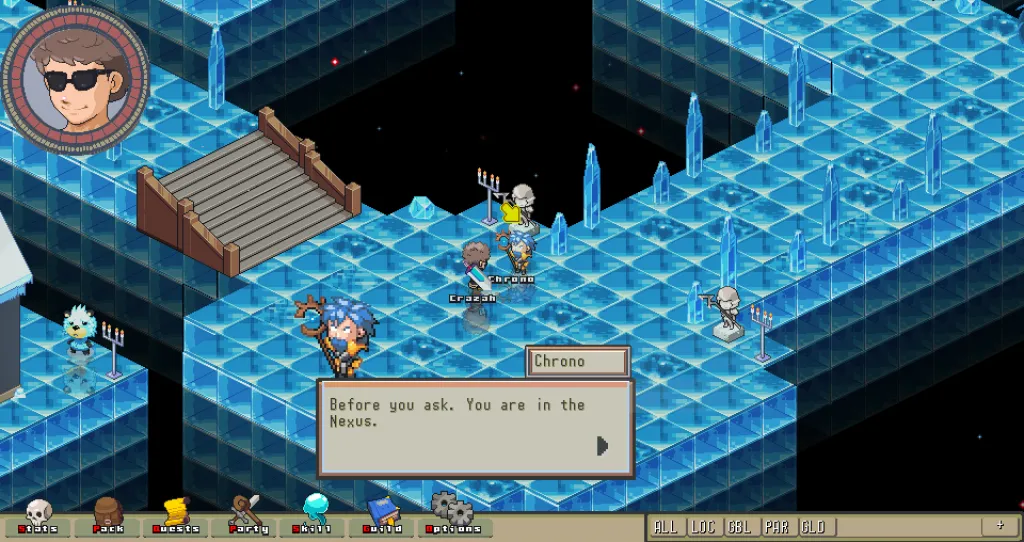 Chrono
Crazah
Chrono
Before you ask. You are in the
Nexus.
Stats
Pack
Quests
Party
Skill
Guild
Options
ALL
LOC
GBL
PAR
GLD
+